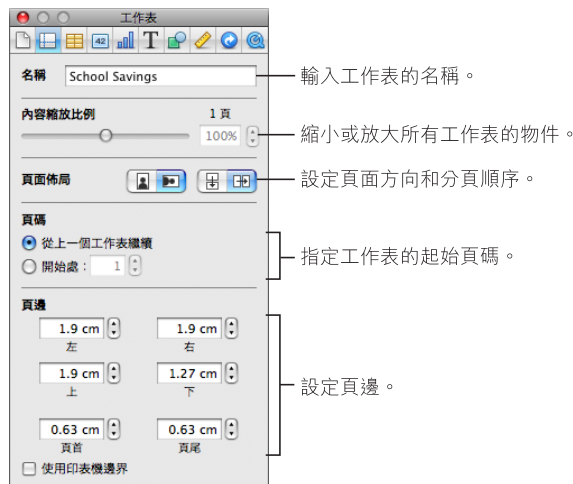 工作表
42
T
名稱
School Savings
輸入工作表的名稱。
內容縮放比例
1 頁
100%
縮小或放大所有工作表的物件。
頁面佈局
設定頁面方向和分頁順序。
頁碼
從上一個工作表繼續
開始處：
1
指定工作表的起始頁碼。
頁邊
1.9 cm
1.9 cm
左
右
1.9 cm
1.27 cm
上
下
設定頁邊。
0.63 cm
0.63 cm
頁首
頁尾
使用印表機邊界